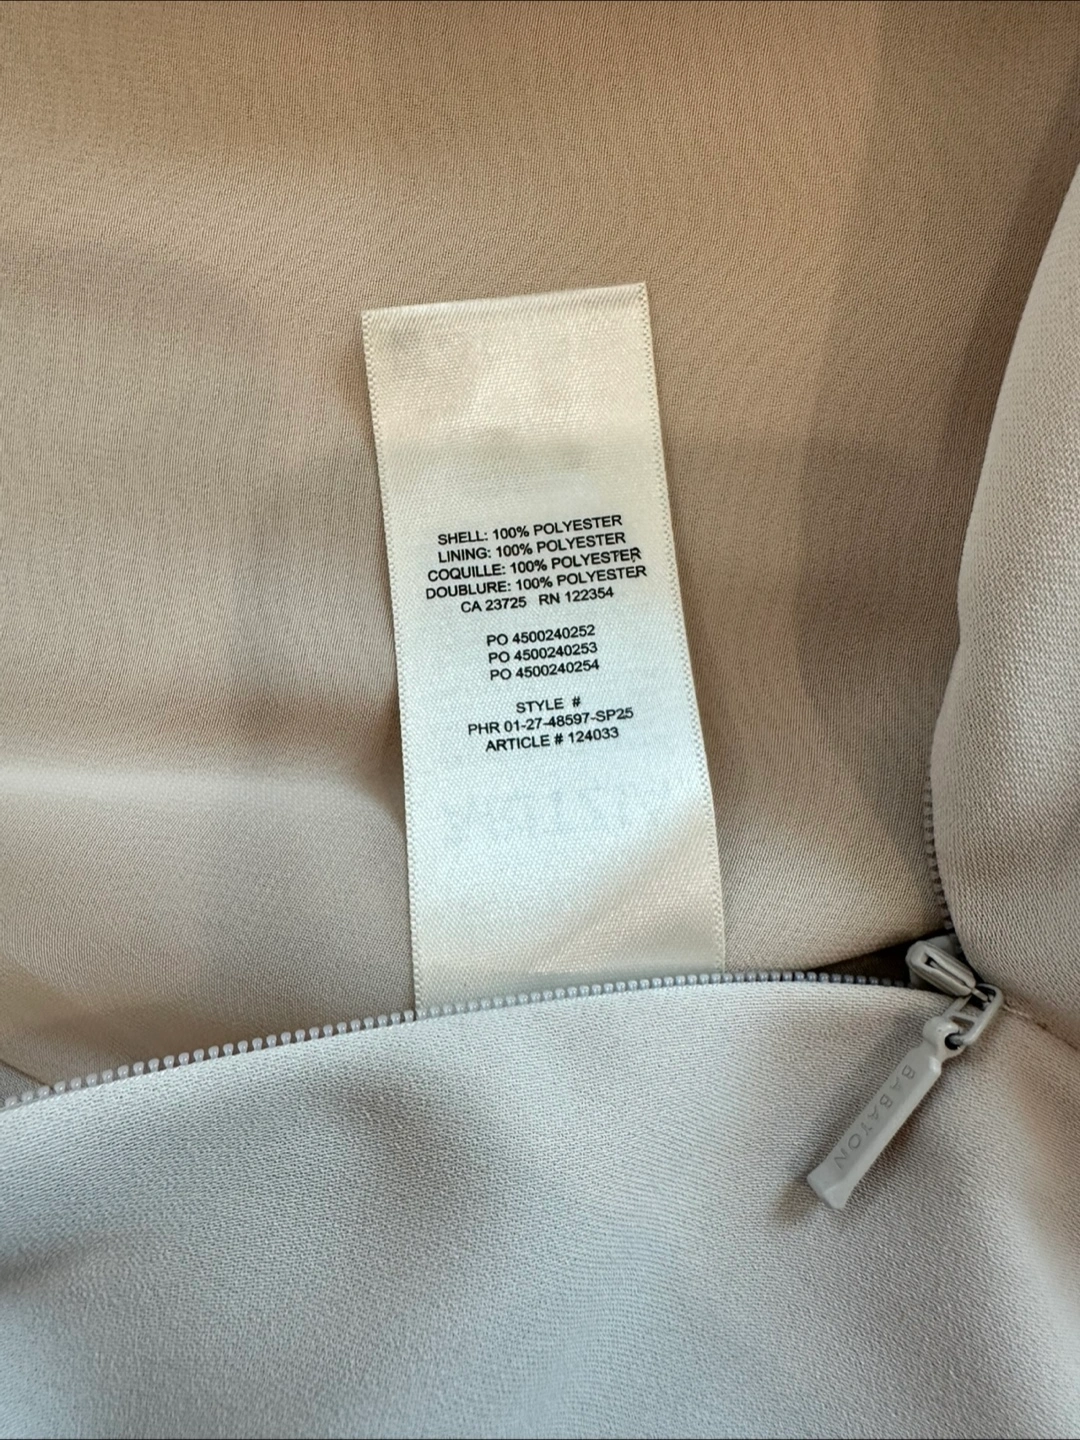 SHELL: 100% POLYESTER
LINING: 100% POLYESTER
COQUILLE: 100% POLYESTER
DOUBLURE: 100% POLYESTER
CA 23725 RN 122354
PO 4500240252
PO 4500240253
PO 4500240254
STYLE #
PHR 01-27-48597-SP25
ARTICLE # 124033
BABATON